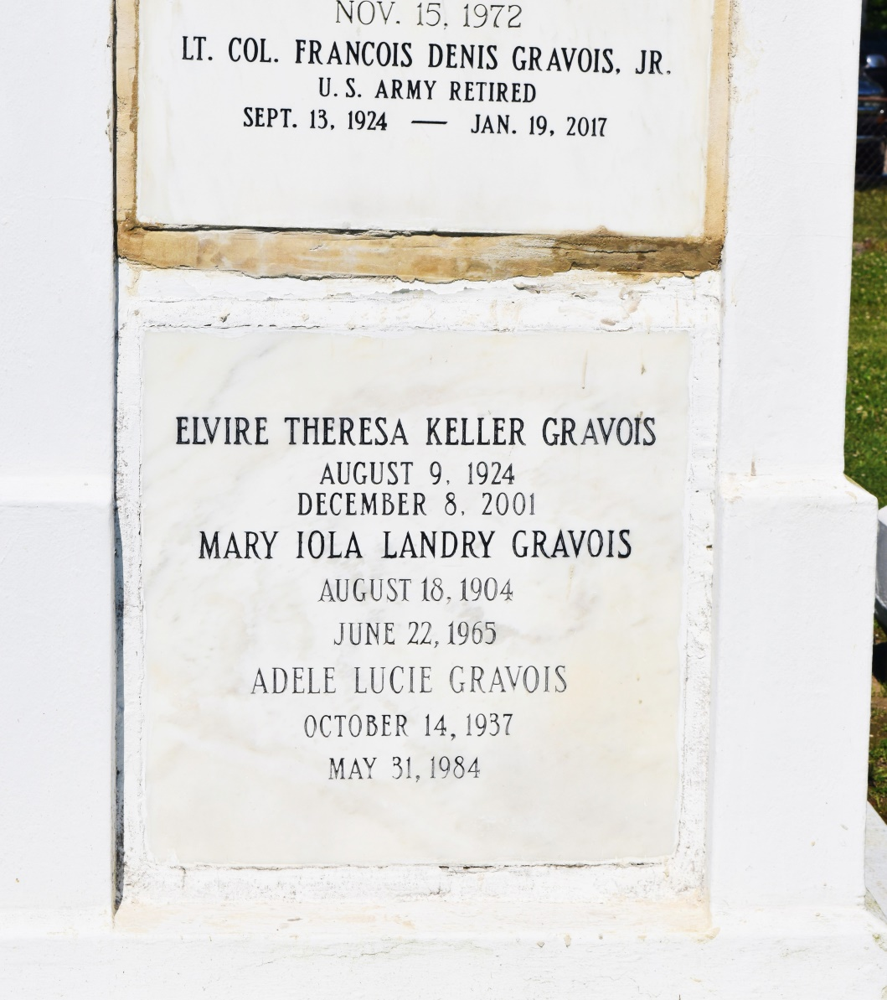 NOV. 15, 1972
LT. COL. FRANCOIS DENIS GRAVOIS, JR.
U.S. ARMY RETIRED
SEPT. 13, 1924 — JAN. 19, 2017
ELVIRE THERESA KELLER GRAVOIS
AUGUST 9, 1924
DECEMBER 8, 2001
MARY IOLA LANDRY GRAVOIS
AUGUST 18, 1904
JUNE 22, 1965
ADELE LUCIE GRAVOIS
OCTOBER 14, 1937
MAY 31, 1984